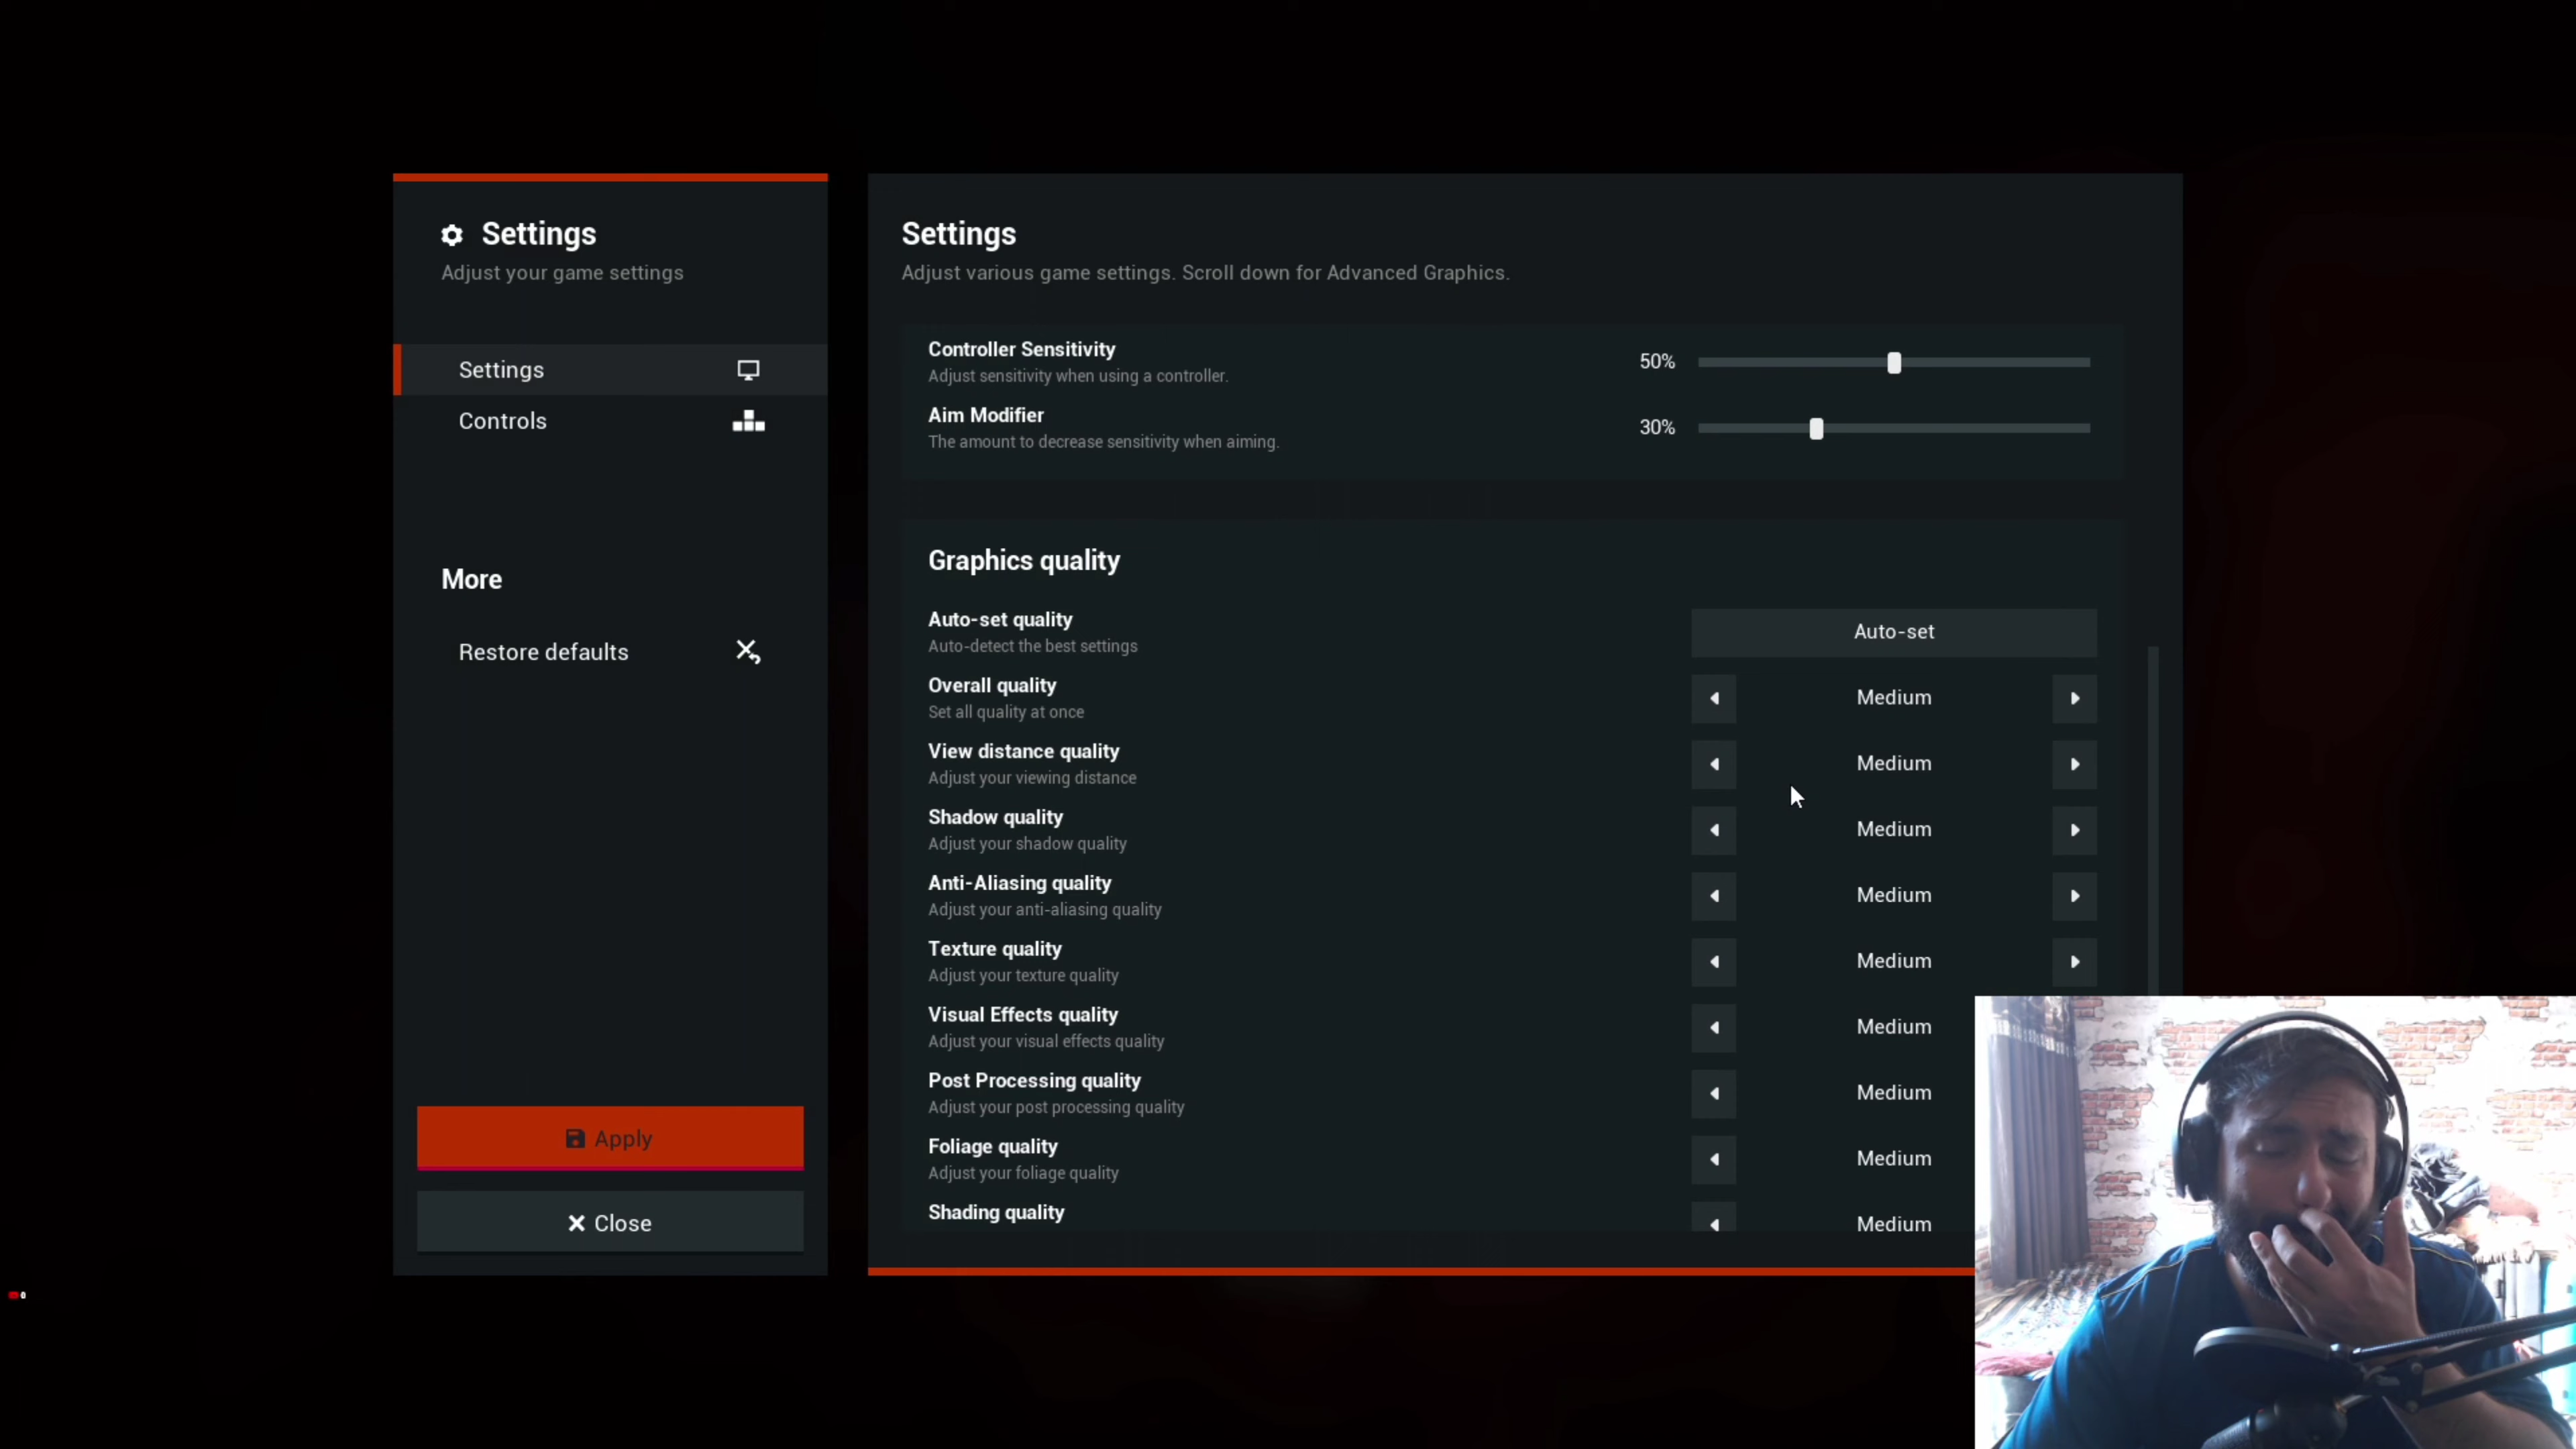 Settings
Adjust your game settings
Settings
Controls
More
Restore defaults
Apply
Close
Settings
Adjust various game settings. Scroll down for Advanced Graphics.
Controller Sensitivity
50%
Adjust sensitivity when using a controller.
Aim Modifier
30%
The amount to decrease sensitivity when aiming.
Graphics quality
Auto-set quality
Auto-set
Auto-detect the best settings
Overall quality
Medium
Set all quality at once
View distance quality
Medium
Adjust your viewing distance
Shadow quality
Medium
Adjust your shadow quality
Anti-Aliasing quality
Medium
Adjust your anti-aliasing quality
Texture quality
Medium
Adjust your texture quality
Visual Effects quality
Medium
Adjust your visual effects quality
Post Processing quality
Medium
Adjust your post processing quality
Foliage quality
Medium
Adjust your foliage quality
Shading quality
Medium
0